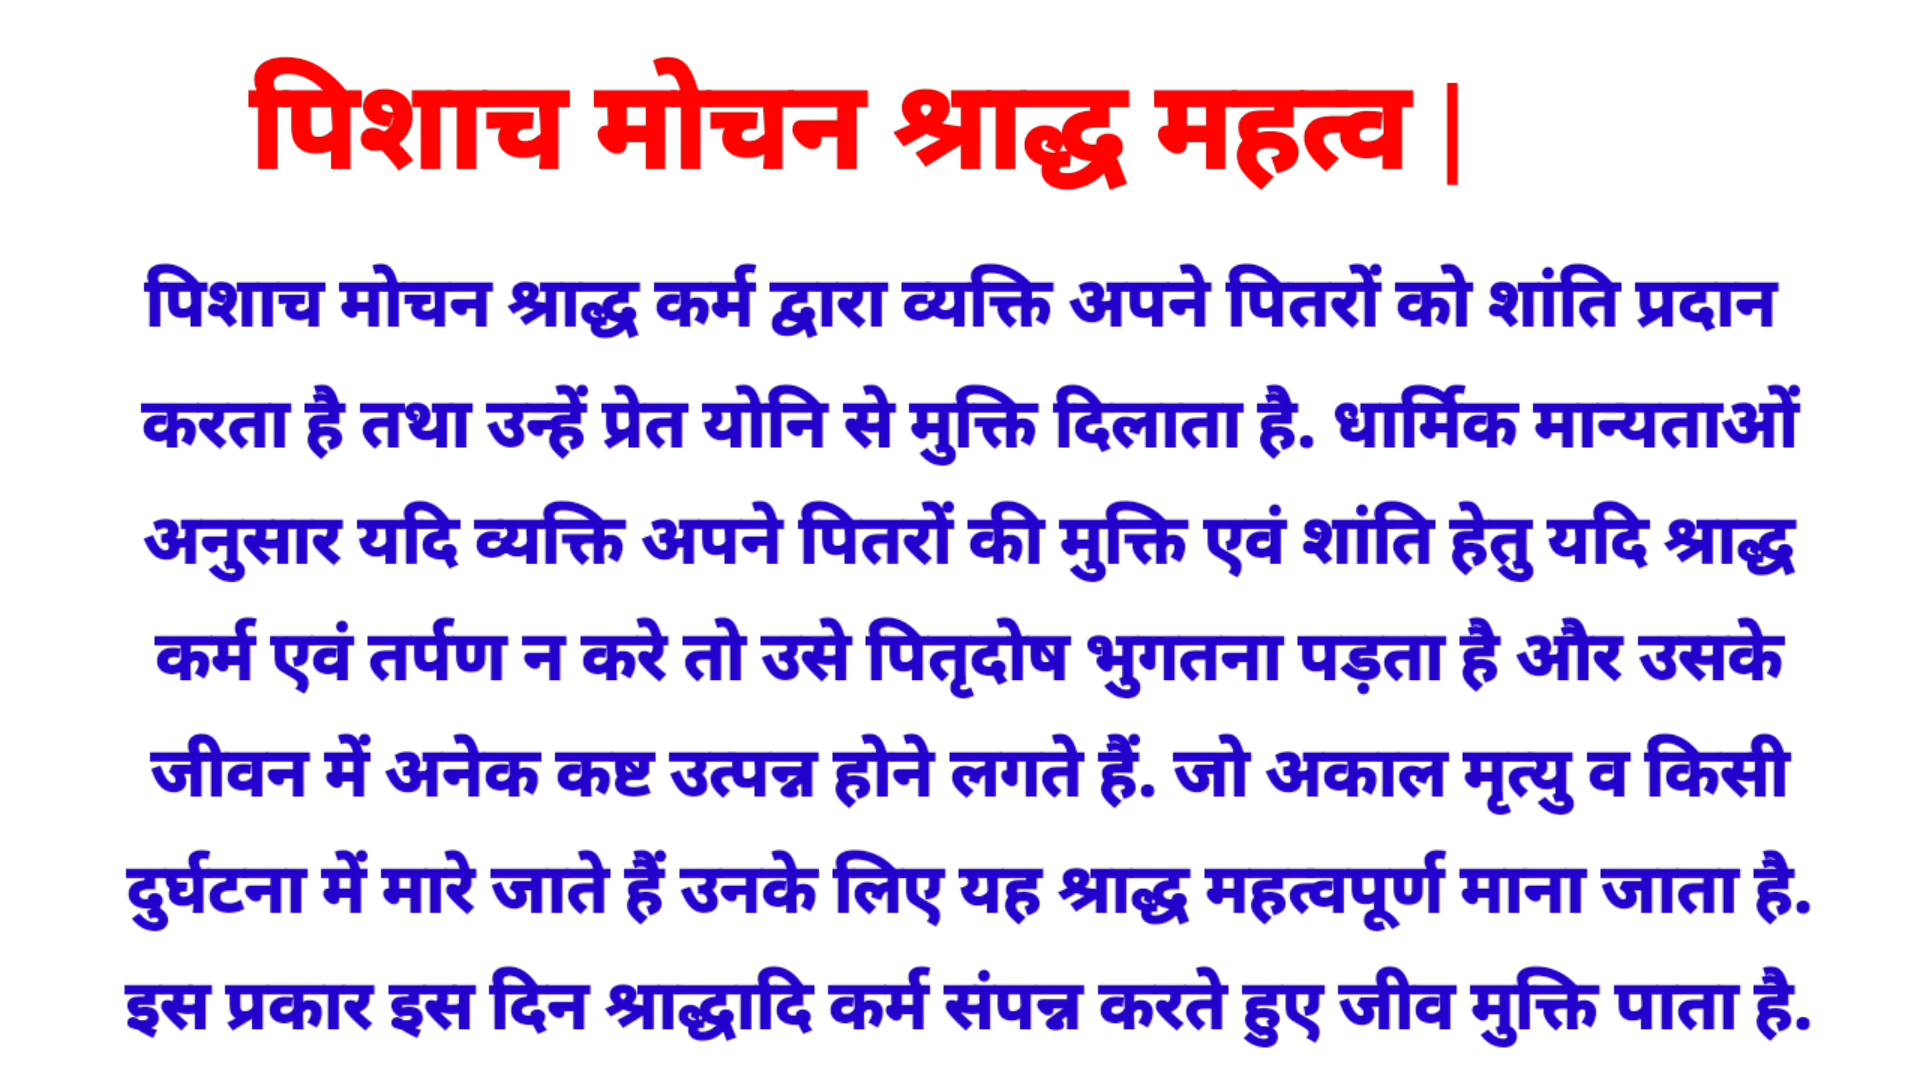 पिशाच मोचन श्राद्ध महत्व |
पिशाच मोचन श्राद्ध कर्म द्वारा व्यक्ति अपने पितरों को शांति प्रदान
करता है तथा उन्हें प्रेत योनि से मुक्ति दिलाता है. धार्मिक मान्यताओं
अनुसार यदि व्यक्ति अपने पितरों की मुक्ति एवं शांति हेतु यदि श्राद्ध
कर्म एवं तर्पण न करे तो उसे पितृदोष भुगतना पड़ता है और उसके
जीवन में अनेक कष्ट उत्पन्न होने लगते हैं. जो अकाल मृत्यु व किसी
दुर्घटना में मारे जाते हैं उनके लिए यह श्राद्ध महत्वपूर्ण माना जाता है.
इस प्रकार इस दिन श्राद्धादि कर्म संपन्न करते हुए जीव मुक्ति पाता है.